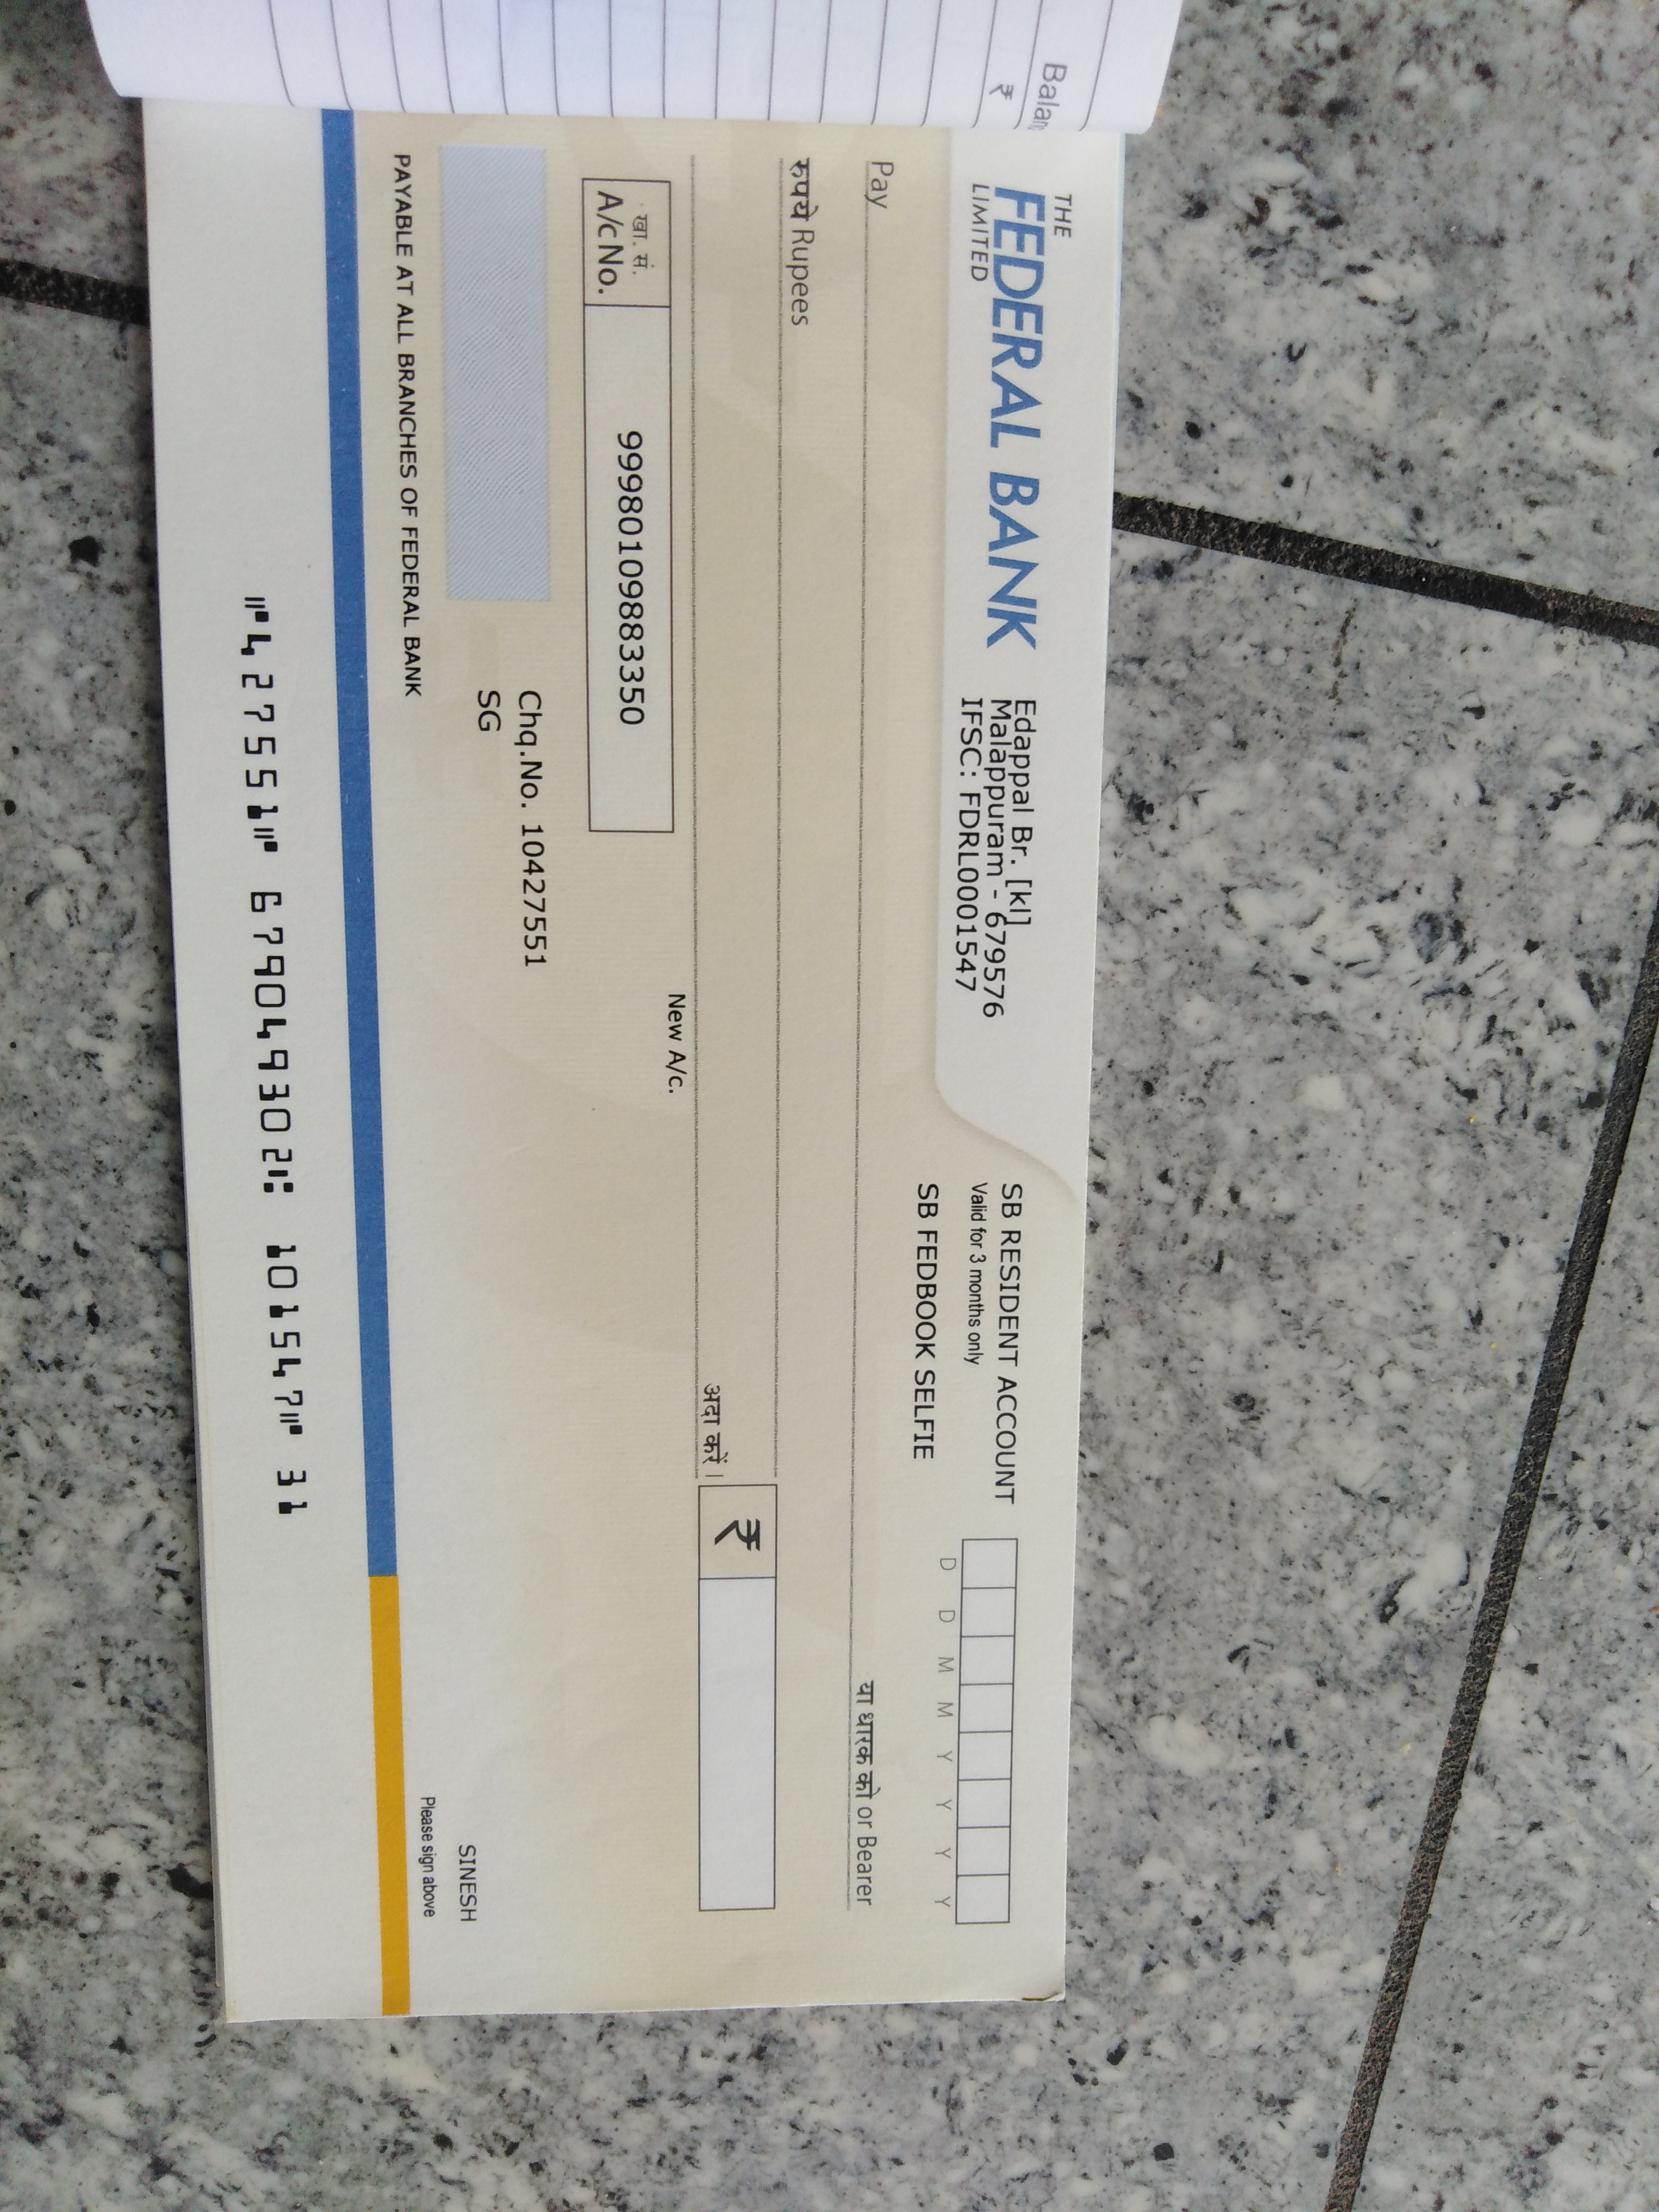 Balan
₹
THE
FEDERAL BANK
LIMITED
Edappal Br. [kl]
Malappuram - 679576
IFSC: FDRL0001547
SB RESIDENT ACCOUNT
Valid for 3 months only
SB FEDBOOK SELFIE
D D M M Y Y Y Y
Pay
या धारक को or Bearer
रुपये Rupees
अदा करें।
₹
खा. सं.
A/c No.
99980109883350
New A/c.
Chq.No. 10427551
SG
SINESH
Please sign above
PAYABLE AT ALL BRANCHES OF FEDERAL BANK
⑈427551⑈ 679049302⑆ 101547⑈ 31